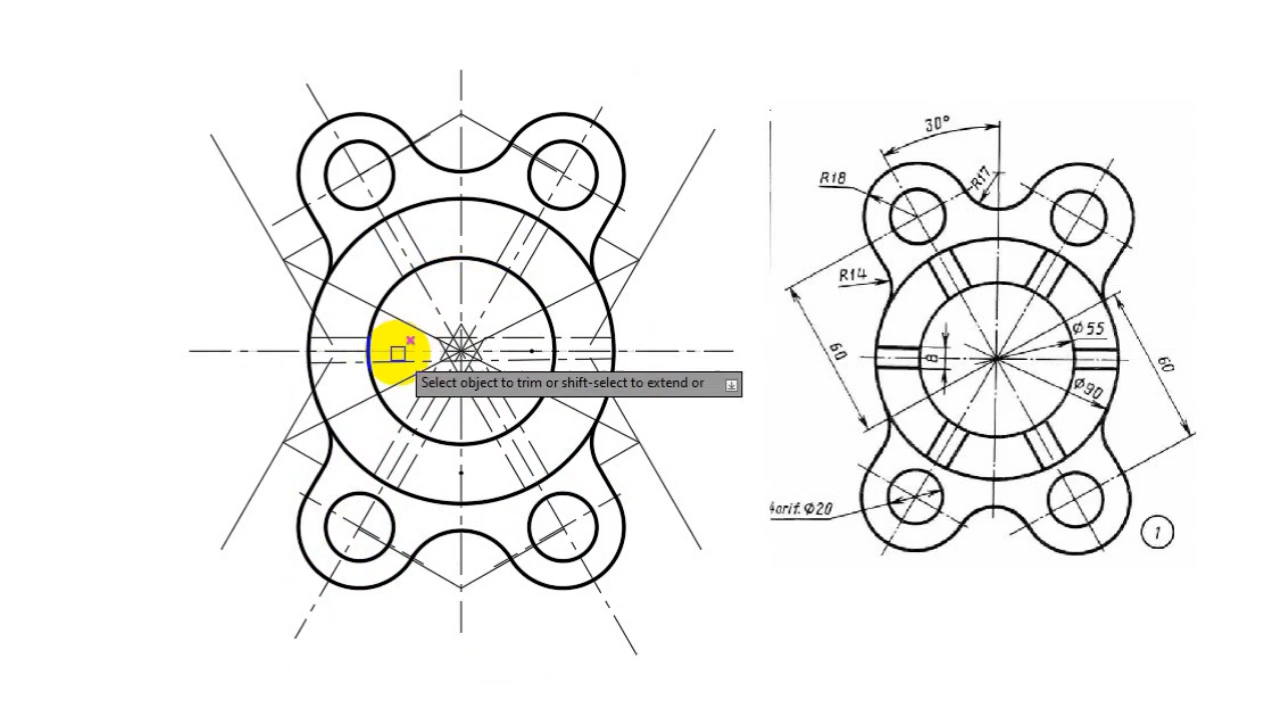 30°
R18
R17
R14
Ø55
60
8
60
Select object to trim or shift-select to extend or
Ø90
4orif. Ø20
1